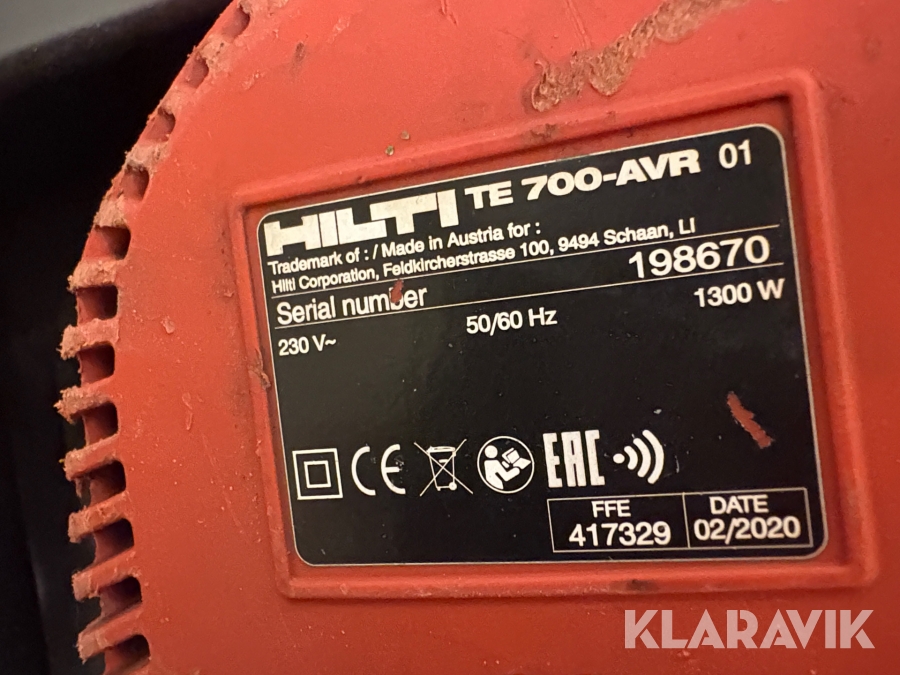 HILTI TE 700-AVR 01
Trademark of : / Made in Austria for :
Hilti Corporation, Feldkircherstrasse 100, 9494 Schaan, LI
Serial number 198670
230 V~ 50/60 Hz 1300 W
CE EAC
FFE DATE
417329 02/2020
KLARAVIK